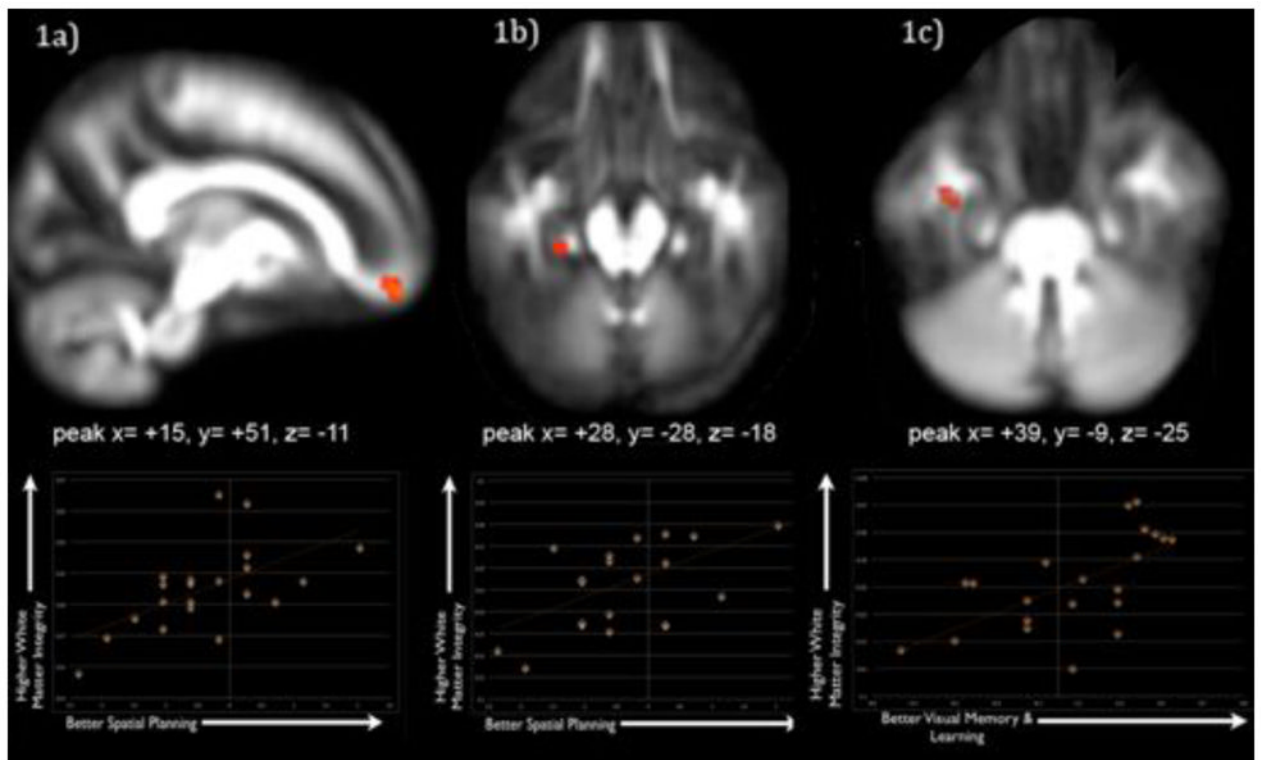 1a)
1b)
1c)
peak x= +15, y= +51, z= -11
peak x= +28, y= -28, z= -18
peak x= +39, y= -9, z= -25
Higher White
Matter Integrity
Better Spatial Planning
Higher White
Matter Integrity
Better Spatial Planning
Higher White
Matter Integrity
Better Visual Memory &
Learning